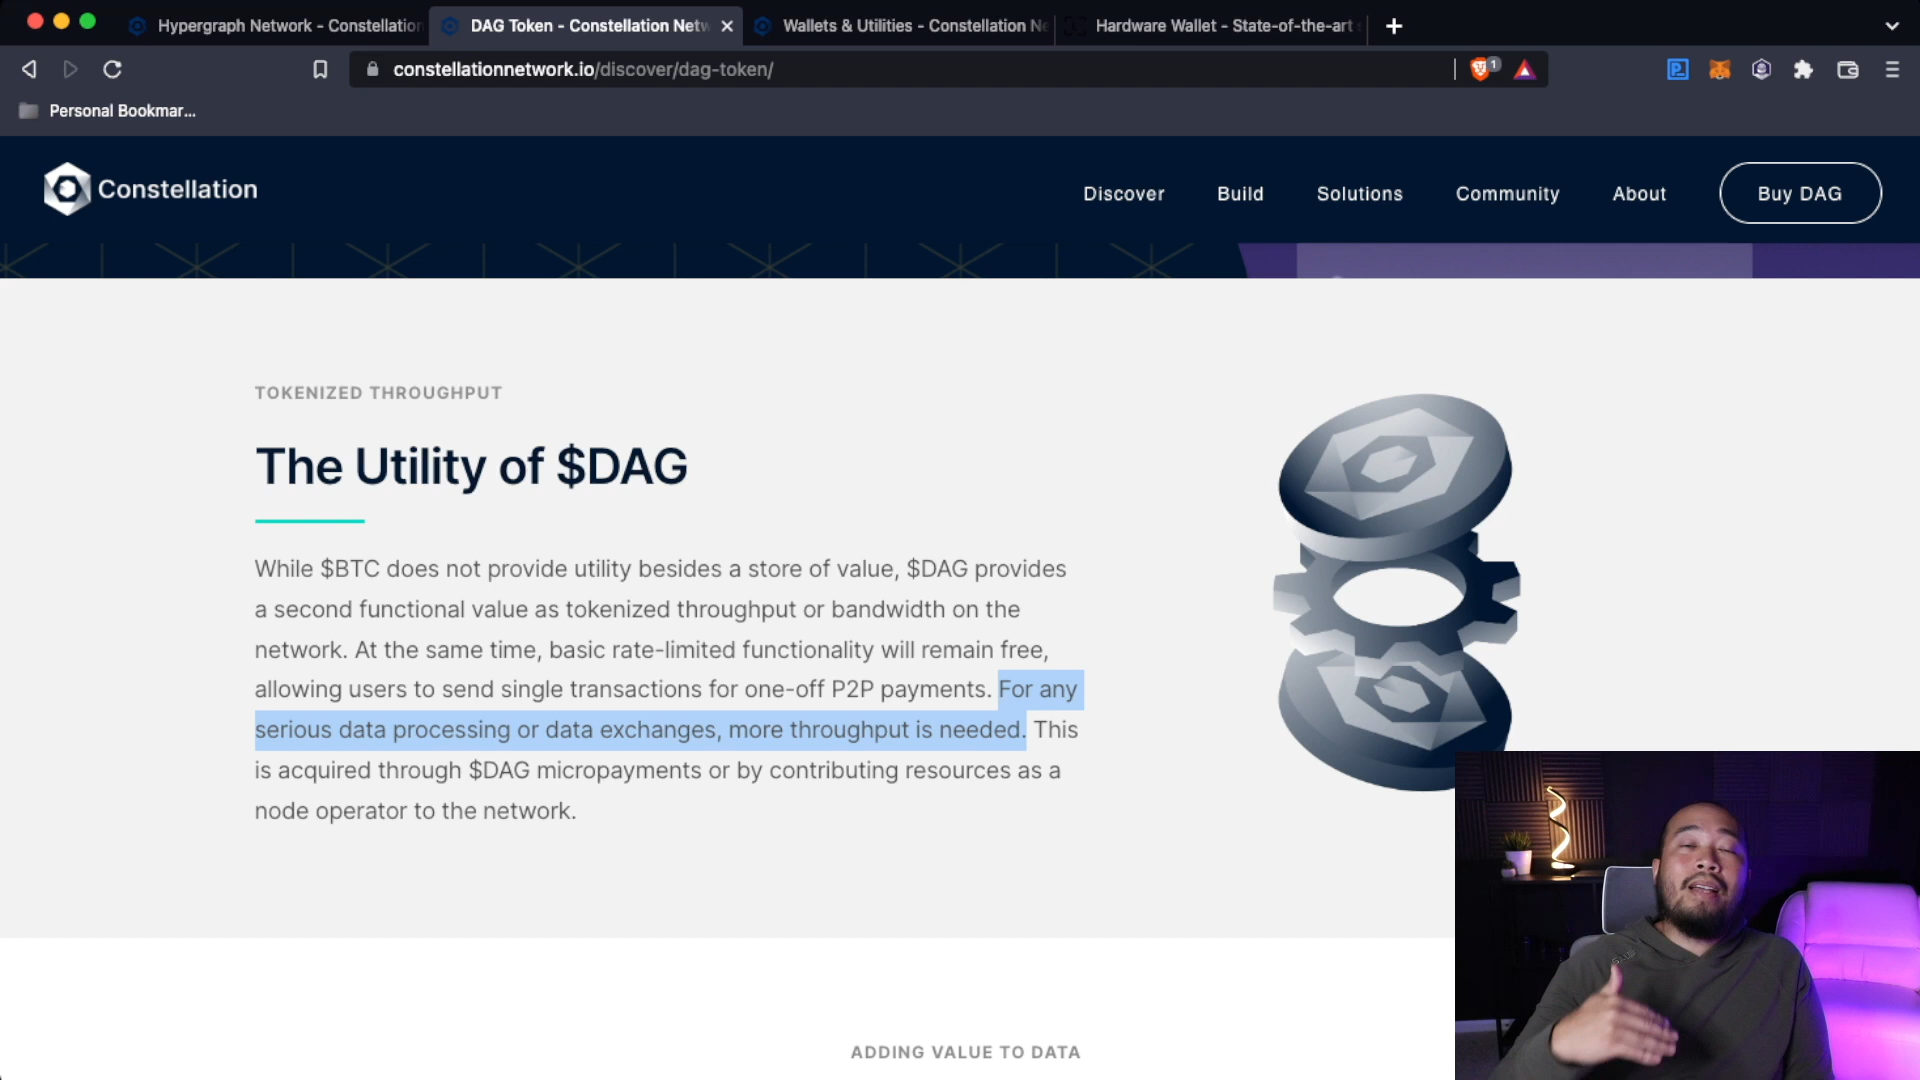 Hypergraph Network - Constellation
DAG Token - Constellation Netw
Wallets & Utilities - Constellation Ne
Hardware Wallet - State-of-the-art
constellationnetwork.io/discover/dag-token/
1
Personal Bookmar...
Constellation
Discover
Build
Solutions
Community
About
Buy DAG
TOKENIZED THROUGHPUT
The Utility of $DAG
While $BTC does not provide utility besides a store of value, $DAG provides
a second functional value as tokenized throughput or bandwidth on the
network. At the same time, basic rate-limited functionality will remain free,
allowing users to send single transactions for one-off P2P payments. For any
serious data processing or data exchanges, more throughput is needed. This
is acquired through $DAG micropayments or by contributing resources as a
node operator to the network.
ADDING VALUE TO DATA